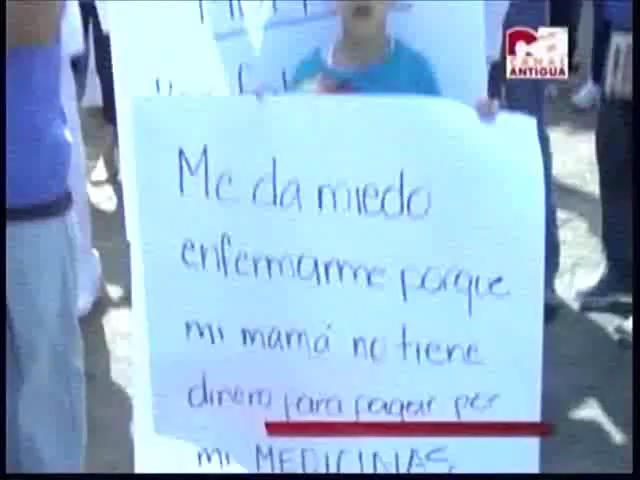 CANAL
ANTIGUA
Me da miedo
enfermarme porque
mi mamá no tiene
dinero para pagar por
mi MEDICINAS